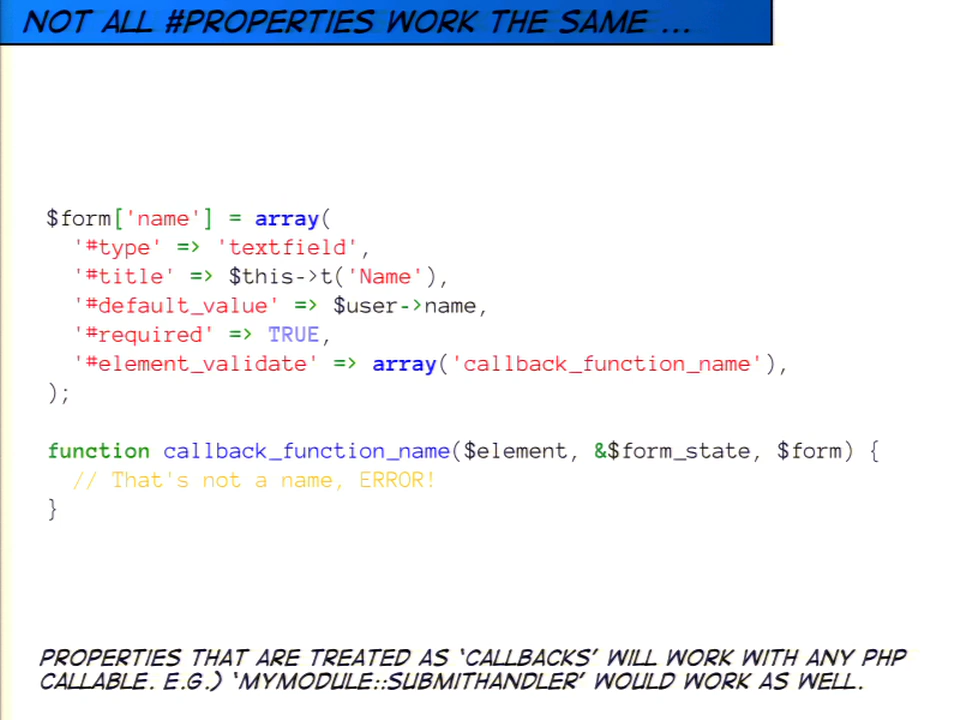 NOT ALL #PROPERTIES WORK THE SAME ...
$form['name'] = array(
'#type' => 'textfield',
'#title' => $this->t('Name'),
'#default_value' => $user->name,
'#required' => TRUE,
'#element_validate' => array('callback_function_name'),
);
function callback_function_name($element, &$form_state, $form) {
// That's not a name, ERROR!
}
PROPERTIES THAT ARE TREATED AS 'CALLBACKS' WILL WORK WITH ANY PHP
CALLABLE. E.G.) 'MYMODULE::SUBMITHANDLER' WOULD WORK AS WELL.